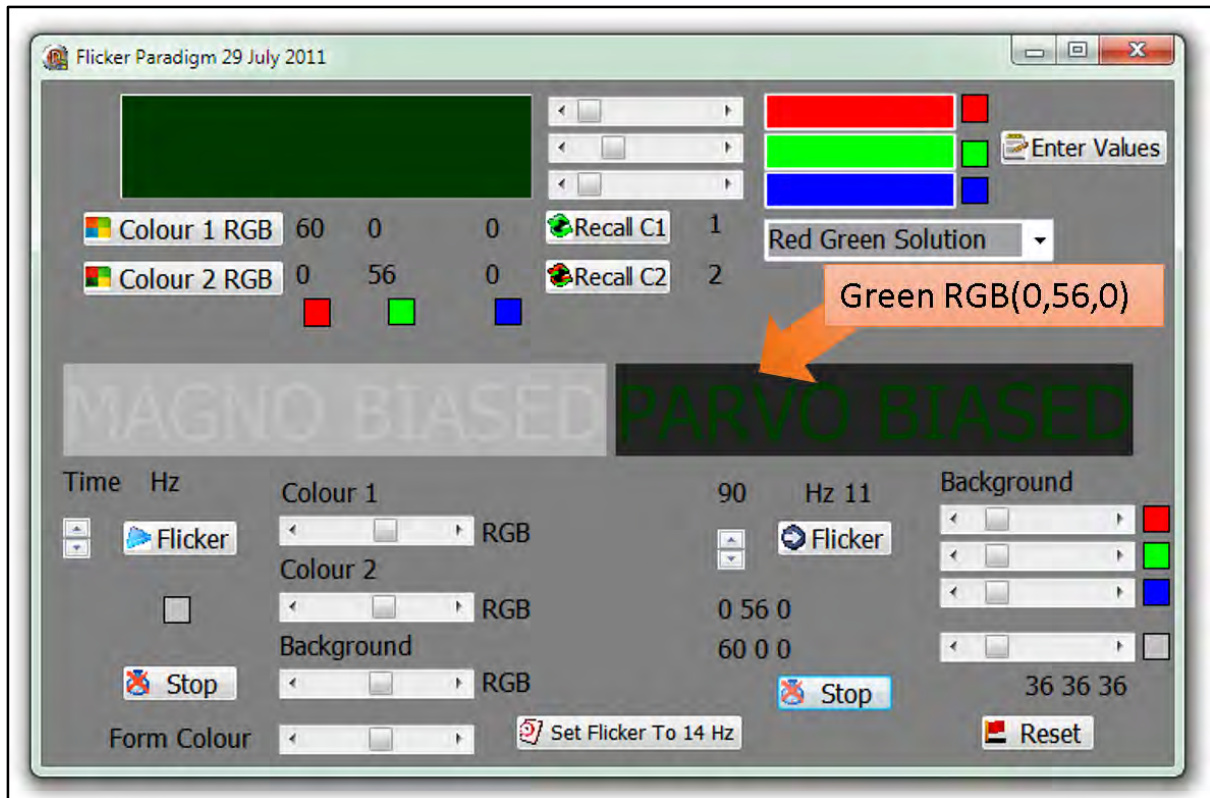 Flicker Paradigm 29 July 2011
Enter Values
Colour 1 RGB 60 0 0 Recall C1 1
Red Green Solution
Colour 2 RGB 0 56 0 Recall C2 2
Green RGB(0,56,0)
MAGNO BIASED PARVO BIASED
Time Hz Colour 1 90 Hz 11 Background
Flicker RGB Flicker
Colour 2
RGB 0 56 0
Background 60 0 0
Stop RGB Stop 36 36 36
Form Colour Set Flicker To 14 Hz Reset